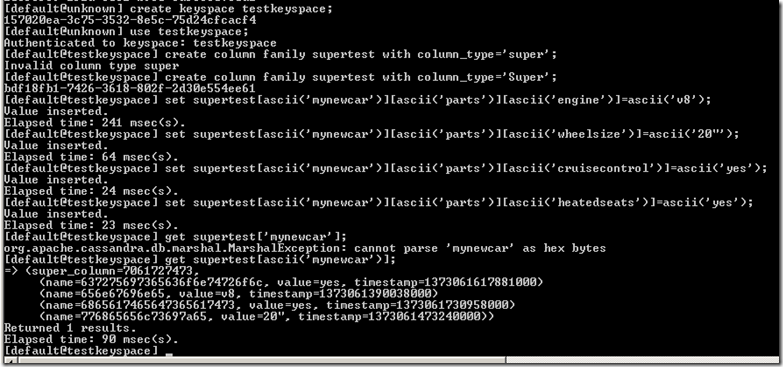 [default@unknown] create keyspace testkeyspace;
157020ea-3c75-3532-8e5c-75d24cfcacf4
[default@unknown] use testkeyspace;
Authenticated to keyspace: testkeyspace
[default@testkeyspace] create column family supertest with column_type='super';
Invalid column type super
[default@testkeyspace] create column family supertest with column_type='Super';
bdf18fb1-7426-3618-802f-2d30e554ee61
[default@testkeyspace] set supertest[ascii('mynewcar')][ascii('parts')][ascii('engine')]=ascii('v8');
Value inserted.
Elapsed time: 241 msec(s).
[default@testkeyspace] set supertest[ascii('mynewcar')][ascii('parts')][ascii('wheelsize')]=ascii('20"');
Value inserted.
Elapsed time: 64 msec(s).
[default@testkeyspace] set supertest[ascii('mynewcar')][ascii('parts')][ascii('cruisecontrol')]=ascii('yes');
Value inserted.
Elapsed time: 24 msec(s).
[default@testkeyspace] set supertest[ascii('mynewcar')][ascii('parts')][ascii('heatedseats')]=ascii('yes');
Value inserted.
Elapsed time: 23 msec(s).
[default@testkeyspace] get supertest['mynewcar'];
org.apache.cassandra.db.marshal.MarshalException: cannot parse 'mynewcar' as hex bytes
[default@testkeyspace] get supertest[ascii('mynewcar')];
=> (super_column=7061727473,
(name=637275697365636f6e74726f6c, value=yes, timestamp=1373061617881000)
(name=656e67696e65, value=v8, timestamp=1373061390038000)
(name=6865617465647365617473, value=yes, timestamp=1373061730958000)
(name=776865656c73697a65, value=20", timestamp=1373061473240000))
Returned 1 results.
Elapsed time: 90 msec(s).
[default@testkeyspace]